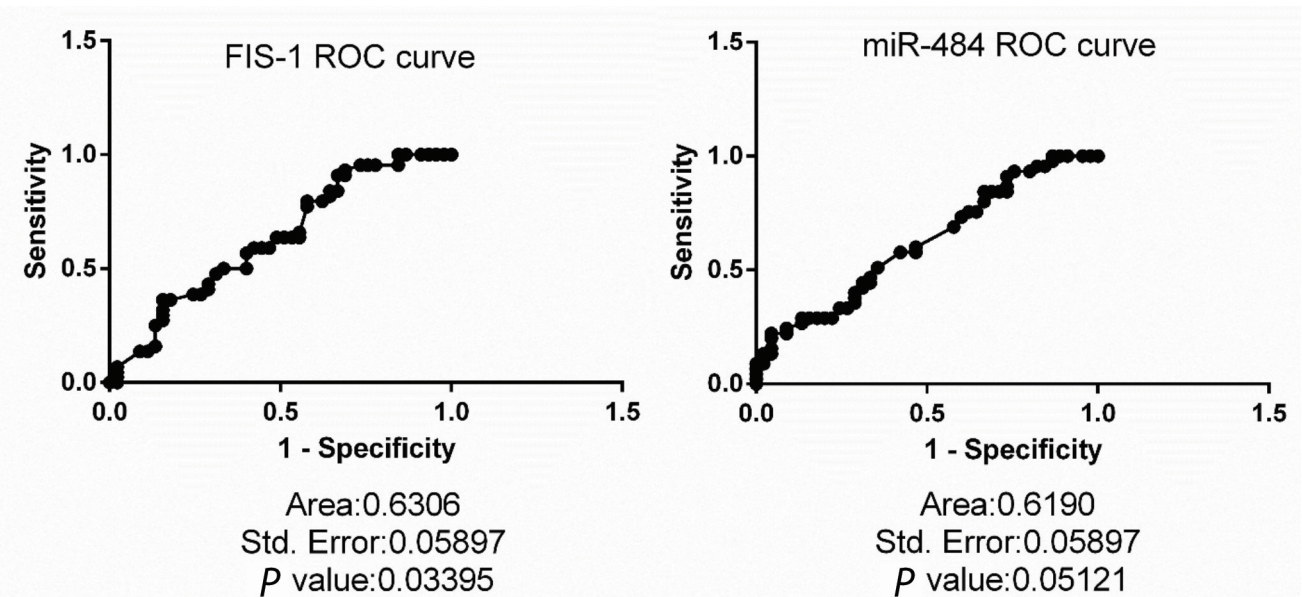 FIS-1 ROC curve
1.5
1.0
0.5
0.0
Sensitivity
0.0 0.5 1.0 1.5
1 - Specificity
Area:0.6306
Std. Error:0.05897
P value:0.03395
miR-484 ROC curve
1.5
1.0
0.5
0.0
Sensitivity
0.0 0.5 1.0 1.5
1 - Specificity
Area:0.6190
Std. Error:0.05897
P value:0.05121